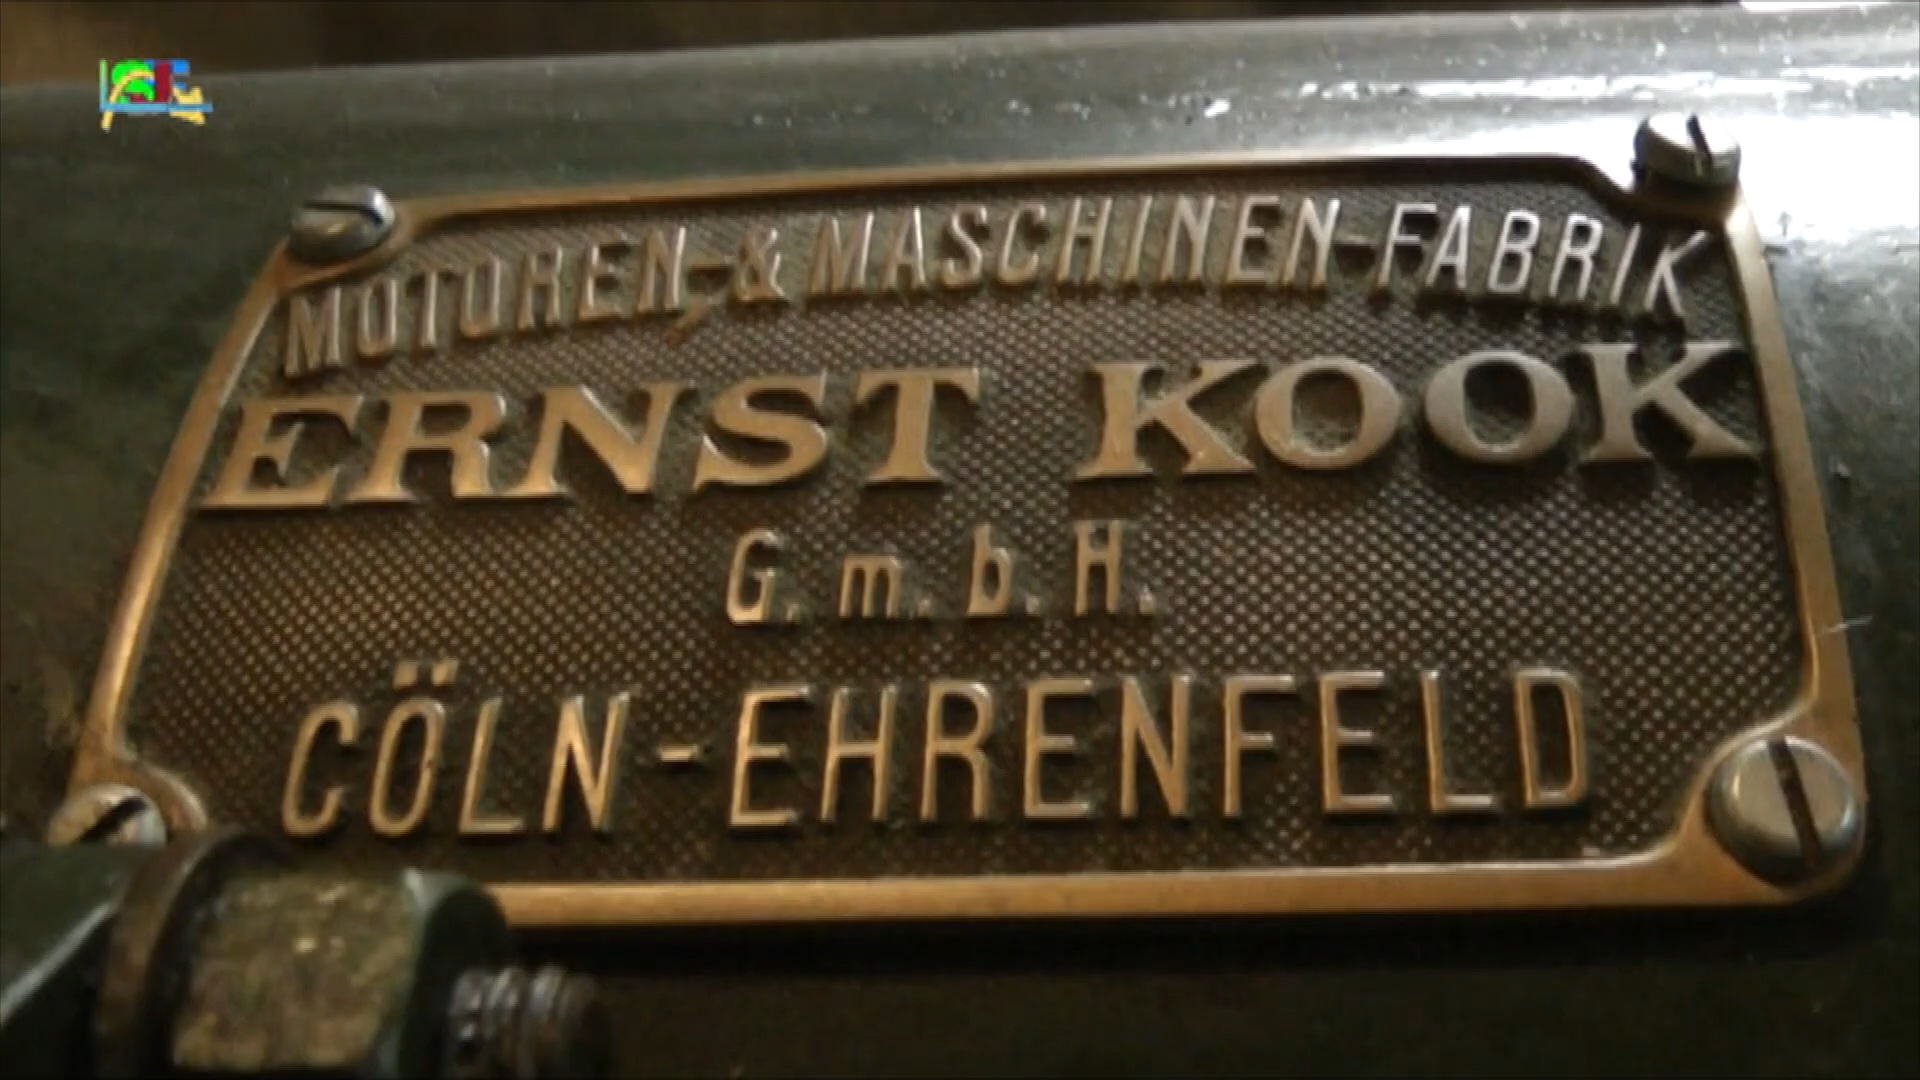 MOTOREN-& MASCHINEN-FABRIK
ERNST KOOK
G.m.b.H.
CÖLN-EHRENFELD